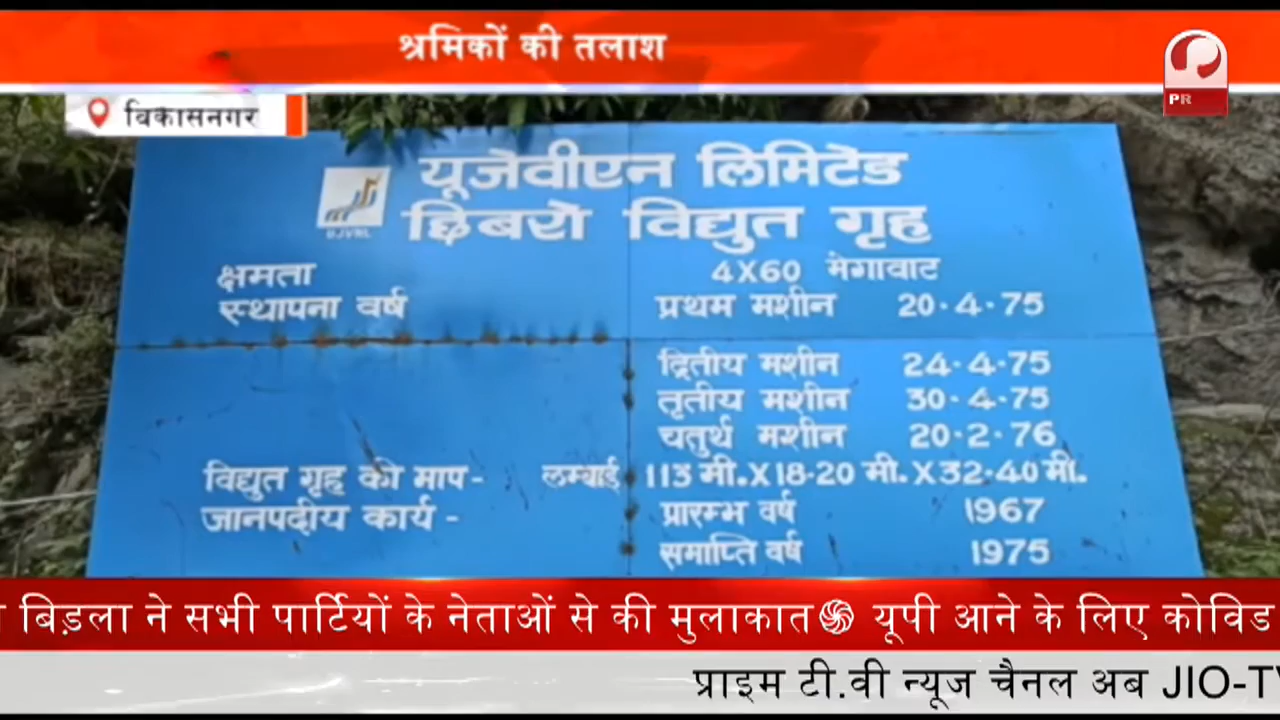 श्रमिकों की तलाश
PR
विकासनगर
यूजेवीएन लिमिटेड
UJVNL
छिबरो विद्युत गृह
क्षमता 4X60 मेगावाट
स्थापना वर्ष प्रथम मशीन 20-4-75
द्वितीय मशीन 24-4-75
तृतीय मशीन 30-4-75
चतुर्थ मशीन 20-2-76
विद्युत गृह की माप- लम्बाई 113 मी.X18-20 मी.X32-40 मी.
जानपदीय कार्य - प्रारम्भ वर्ष 1967
समाप्ति वर्ष 1975
बिड़ला ने सभी पार्टियों के नेताओं से की मुलाकात यूपी आने के लिए कोविड
प्राइम टी.वी न्यूज चैनल अब JIO-TV